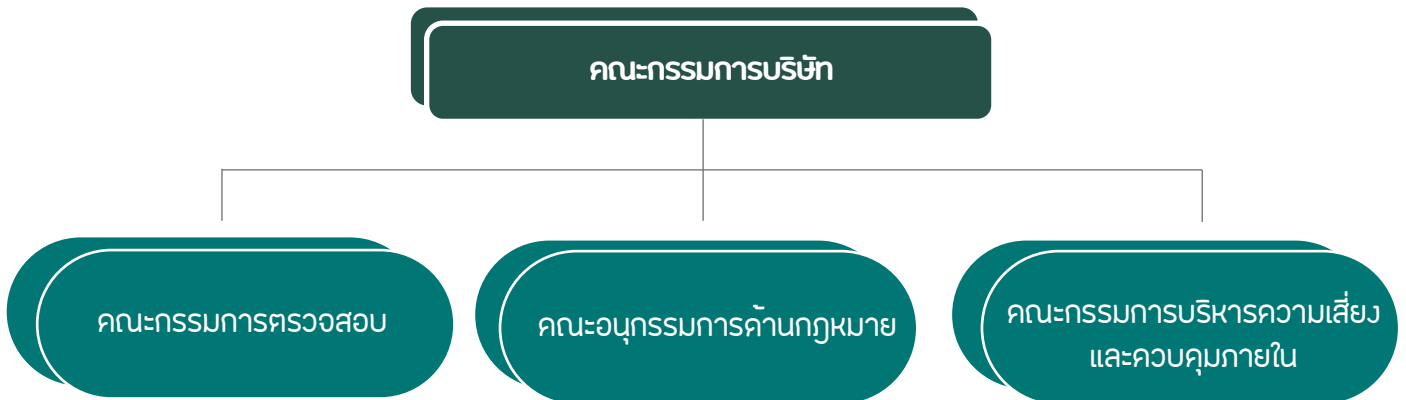 คณะกรรมการบริษัท
คณะกรรมการตรวจสอบ
คณะอนุกรรมการด้านกฎหมาย
คณะกรรมการบริหารความเสี่ยง
และควบคุมภายใน